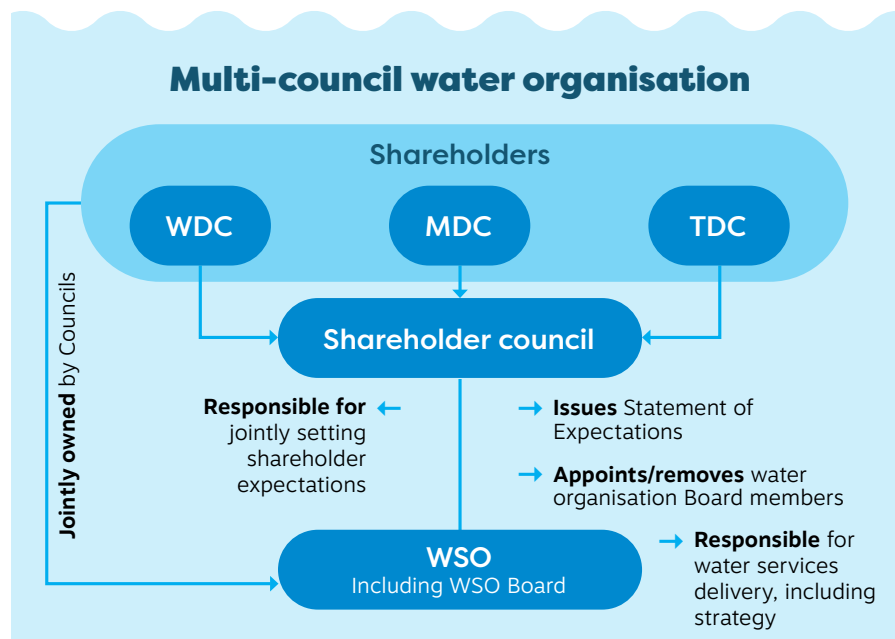 Multi-council water organisation
Shareholders
WDC
MDC
TDC
Shareholder council
Jointly owned by Councils
Responsible for
jointly setting
shareholder
expectations
Issues Statement of
Expectations
Appoints/removes water
organisation Board members
WSO
Including WSO Board
Responsible for
water services
delivery, including
strategy